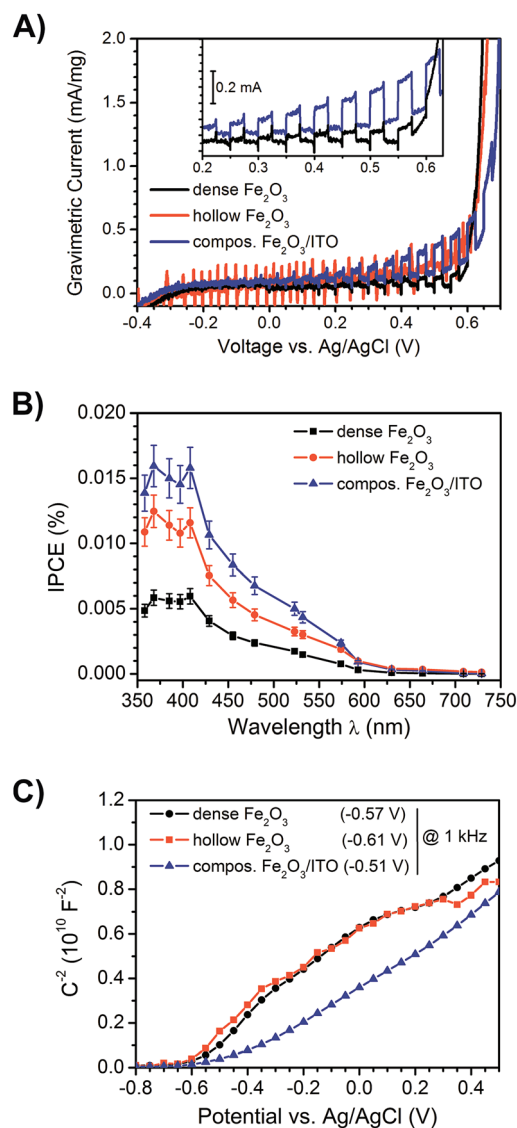 A)
Gravimetric Current (mA/mg)
2.0
1.5
1.0
0.5
0.0
0.2 mA
0.2 0.3 0.4 0.5 0.6
dense Fe₂O₃
hollow Fe₂O₃
compos. Fe₂O₃/ITO
-0.4 -0.2 0.0 0.2 0.4 0.6
Voltage vs. Ag/AgCl (V)
B)
IPCE (%)
0.020
0.015
0.010
0.005
0.000
dense Fe₂O₃
hollow Fe₂O₃
compos. Fe₂O₃/ITO
350 400 450 500 550 600 650 700 750
Wavelength λ (nm)
C)
C⁻² (10¹⁰ F⁻²)
1.2
1.0
0.8
0.6
0.4
0.2
0.0
dense Fe₂O₃ (-0.57 V)
hollow Fe₂O₃ (-0.61 V) @ 1 kHz
compos. Fe₂O₃/ITO (-0.51 V)
-0.8 -0.6 -0.4 -0.2 0.0 0.2 0.4
Potential vs. Ag/AgCl (V)